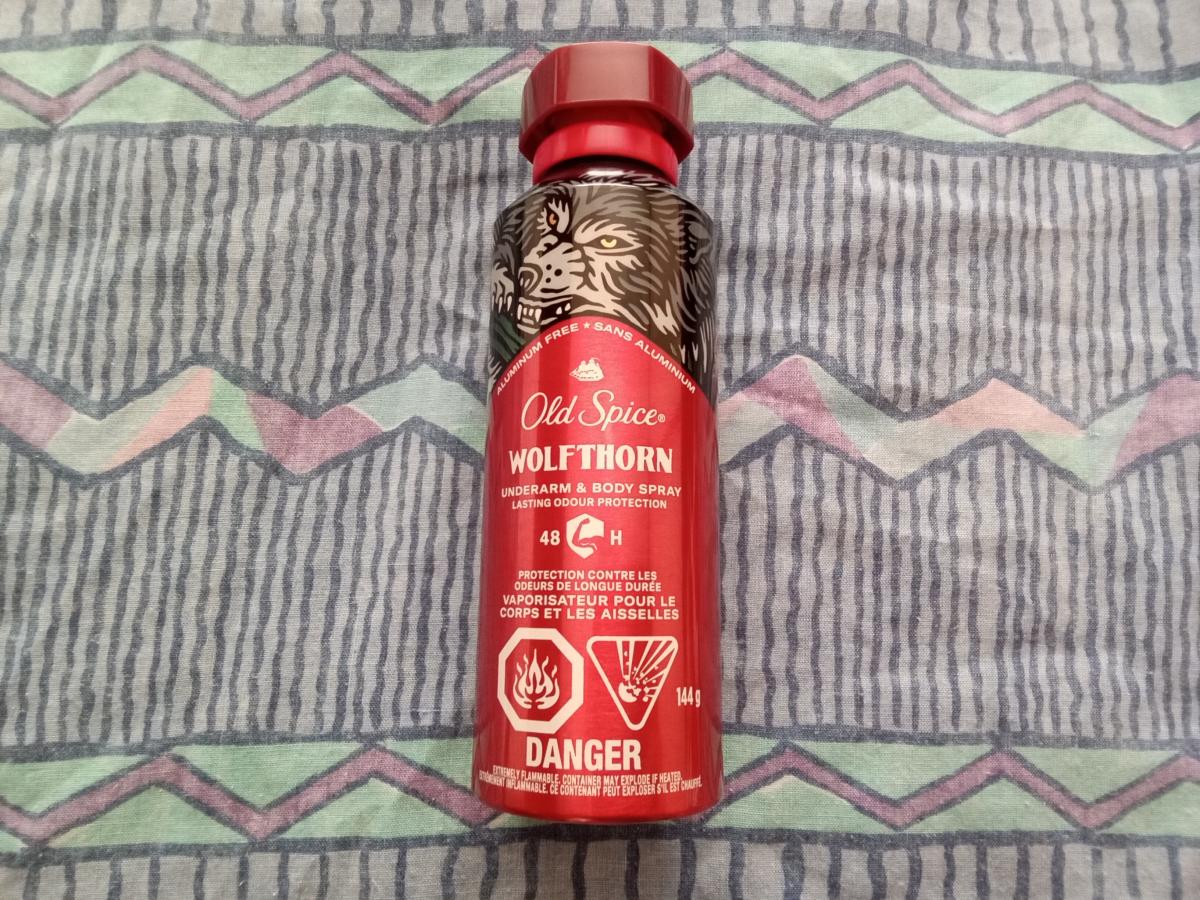 ALUMINUM FREE ★ SANS ALUMINIUM
Old Spice®
WOLFTHORN
UNDERARM & BODY SPRAY
LASTING ODOUR PROTECTION
48 H
PROTECTION CONTRE LES
ODEURS DE LONGUE DURÉE
VAPORISATEUR POUR LE
CORPS ET LES AISSELLES
144 g
DANGER
EXTREMELY FLAMMABLE. CONTAINER MAY EXPLODE IF HEATED.
EXTRÊMEMENT INFLAMMABLE. CE CONTENANT PEUT EXPLOSER S'IL EST CHAUFFÉ.